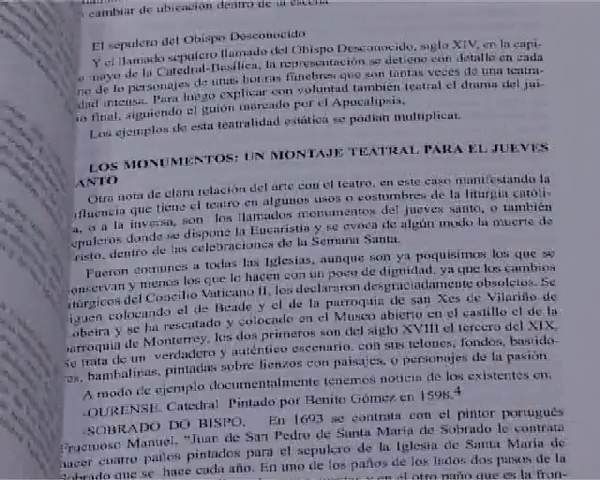 cambiar de ubicación dentro de la escena
El sepulcro del Obispo Desconocido
Y el llamado sepulcro llamado del Obispo Desconocido, siglo XIV, en la capi-
mayo de la Catedral-Basílica, la representación se detiene con detalle en cada
no de lo personajes de unas honras fúnebres que son tantas veces de una teatra-
dad intensa. Para luego explicar con voluntad también teatral el drama del jui-
io final, siguiendo el guión marcado por el Apocalipsis,
Los ejemplos de esta teatralidad estática se podían multiplicar.
LOS MONUMENTOS: UN MONTAJE TEATRAL PARA EL JUEVES
ANTO
Otra nota de clara relación del arte con el teatro, en este caso manifestando la
nfluencia que tiene el teatro en algunos usos o costumbres de la liturgia católi-
a, o a la inversa, son los llamados monumentos del jueves santo, o también
epulcros donde se dispone la Eucaristía y se evoca de algún modo la muerte de
risto, dentro de las celebraciones de la Semana Santa.
Fueron comunes a todas las Iglesias, aunque son ya poquísimos los que se
onservan y menos los que lo hacen con un poco de dignidad, ya que los cambios
túrgicos del Concilio Vaticano II, los declararon desgraciadamente obsoletos. Se
iguen colocando el de Beade y el de la parroquia de san Xes de Vilariño de
obeira y se ha rescatado y colocado en el Museo abierto en el castillo el de la
arroquia de Monterrey, los dos primeros son del siglo XVIII el tercero del XIX,
se trata de un verdadero y auténtico escenario, con sus telones, fondos, bastido-
res, bambalinas, pintadas sobre lienzos con paisajes, o personajes de la pasión.
A modo de ejemplo documentalmente tenemos noticia de los existentes en:
-OURENSE. Catedral Pintado por Benito Gómez en 1598.4
-SOBRADO DO BISPO. En 1693 se contrata con el pintor portugués
Fructuoso Manuel, "Juan de San Pedro de Santa María de Sobrado le contrata
hacer cuatro paños pintados para el sepulcro de la Iglesia de Santa María de
Sobrado que se hace cada año. En uno de los paños de los lados dos pasos de la
el otro paño que es la fron-